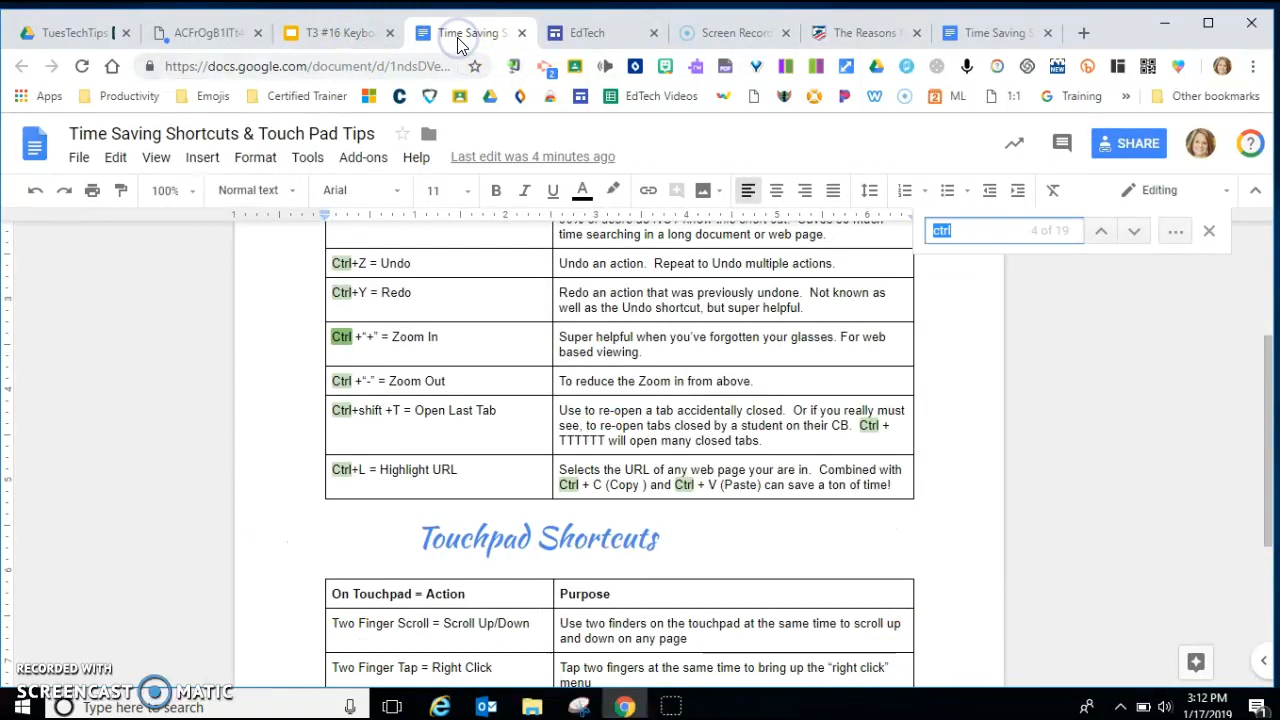 TuesTechTips [
ACFrOgB1ITt4
T3 #16 Keybo
Time Saving S
EdTech
Screen Record
The Reasons
Time Saving S
https://docs.google.com/document/d/1ndsDVe...
Apps
Productivity
Emojis
Certified Trainer
EdTech Videos
ML
1:1
Training
»
Other bookmarks
Time Saving Shortcuts & Touch Pad Tips
File Edit View Insert Format Tools Add-ons Help
Last edit was 4 minutes ago
SHARE
100%
Normal text
Arial
11
Editing
ctrl
4 of 19
time searching in a long document or web page.
Ctrl+Z = Undo
Undo an action. Repeat to Undo multiple actions.
Ctrl+Y = Redo
Redo an action that was previously undone. Not known as
well as the Undo shortcut, but super helpful.
Ctrl +“+” = Zoom In
Super helpful when you’ve forgotten your glasses. For web
based viewing.
Ctrl +“-” = Zoom Out
To reduce the Zoom in from above.
Ctrl+shift +T = Open Last Tab
Use to re-open a tab accidentally closed. Or if you really must
see, to re-open tabs closed by a student on their CB. Ctrl +
TTTTTT will open many closed tabs.
Ctrl+L = Highlight URL
Selects the URL of any web page your are in. Combined with
Ctrl + C (Copy ) and Ctrl + V (Paste) can save a ton of time!
Touchpad Shortcuts
On Touchpad = Action
Purpose
Two Finger Scroll = Scroll Up/Down
Use two finders on the touchpad at the same time to scroll up
and down on any page
Two Finger Tap = Right Click
Tap two fingers at the same time to bring up the “right click”
menu
RECORDED WITH
SCREENCAST MATIC
Type here to search
3:12 PM
1/17/2019